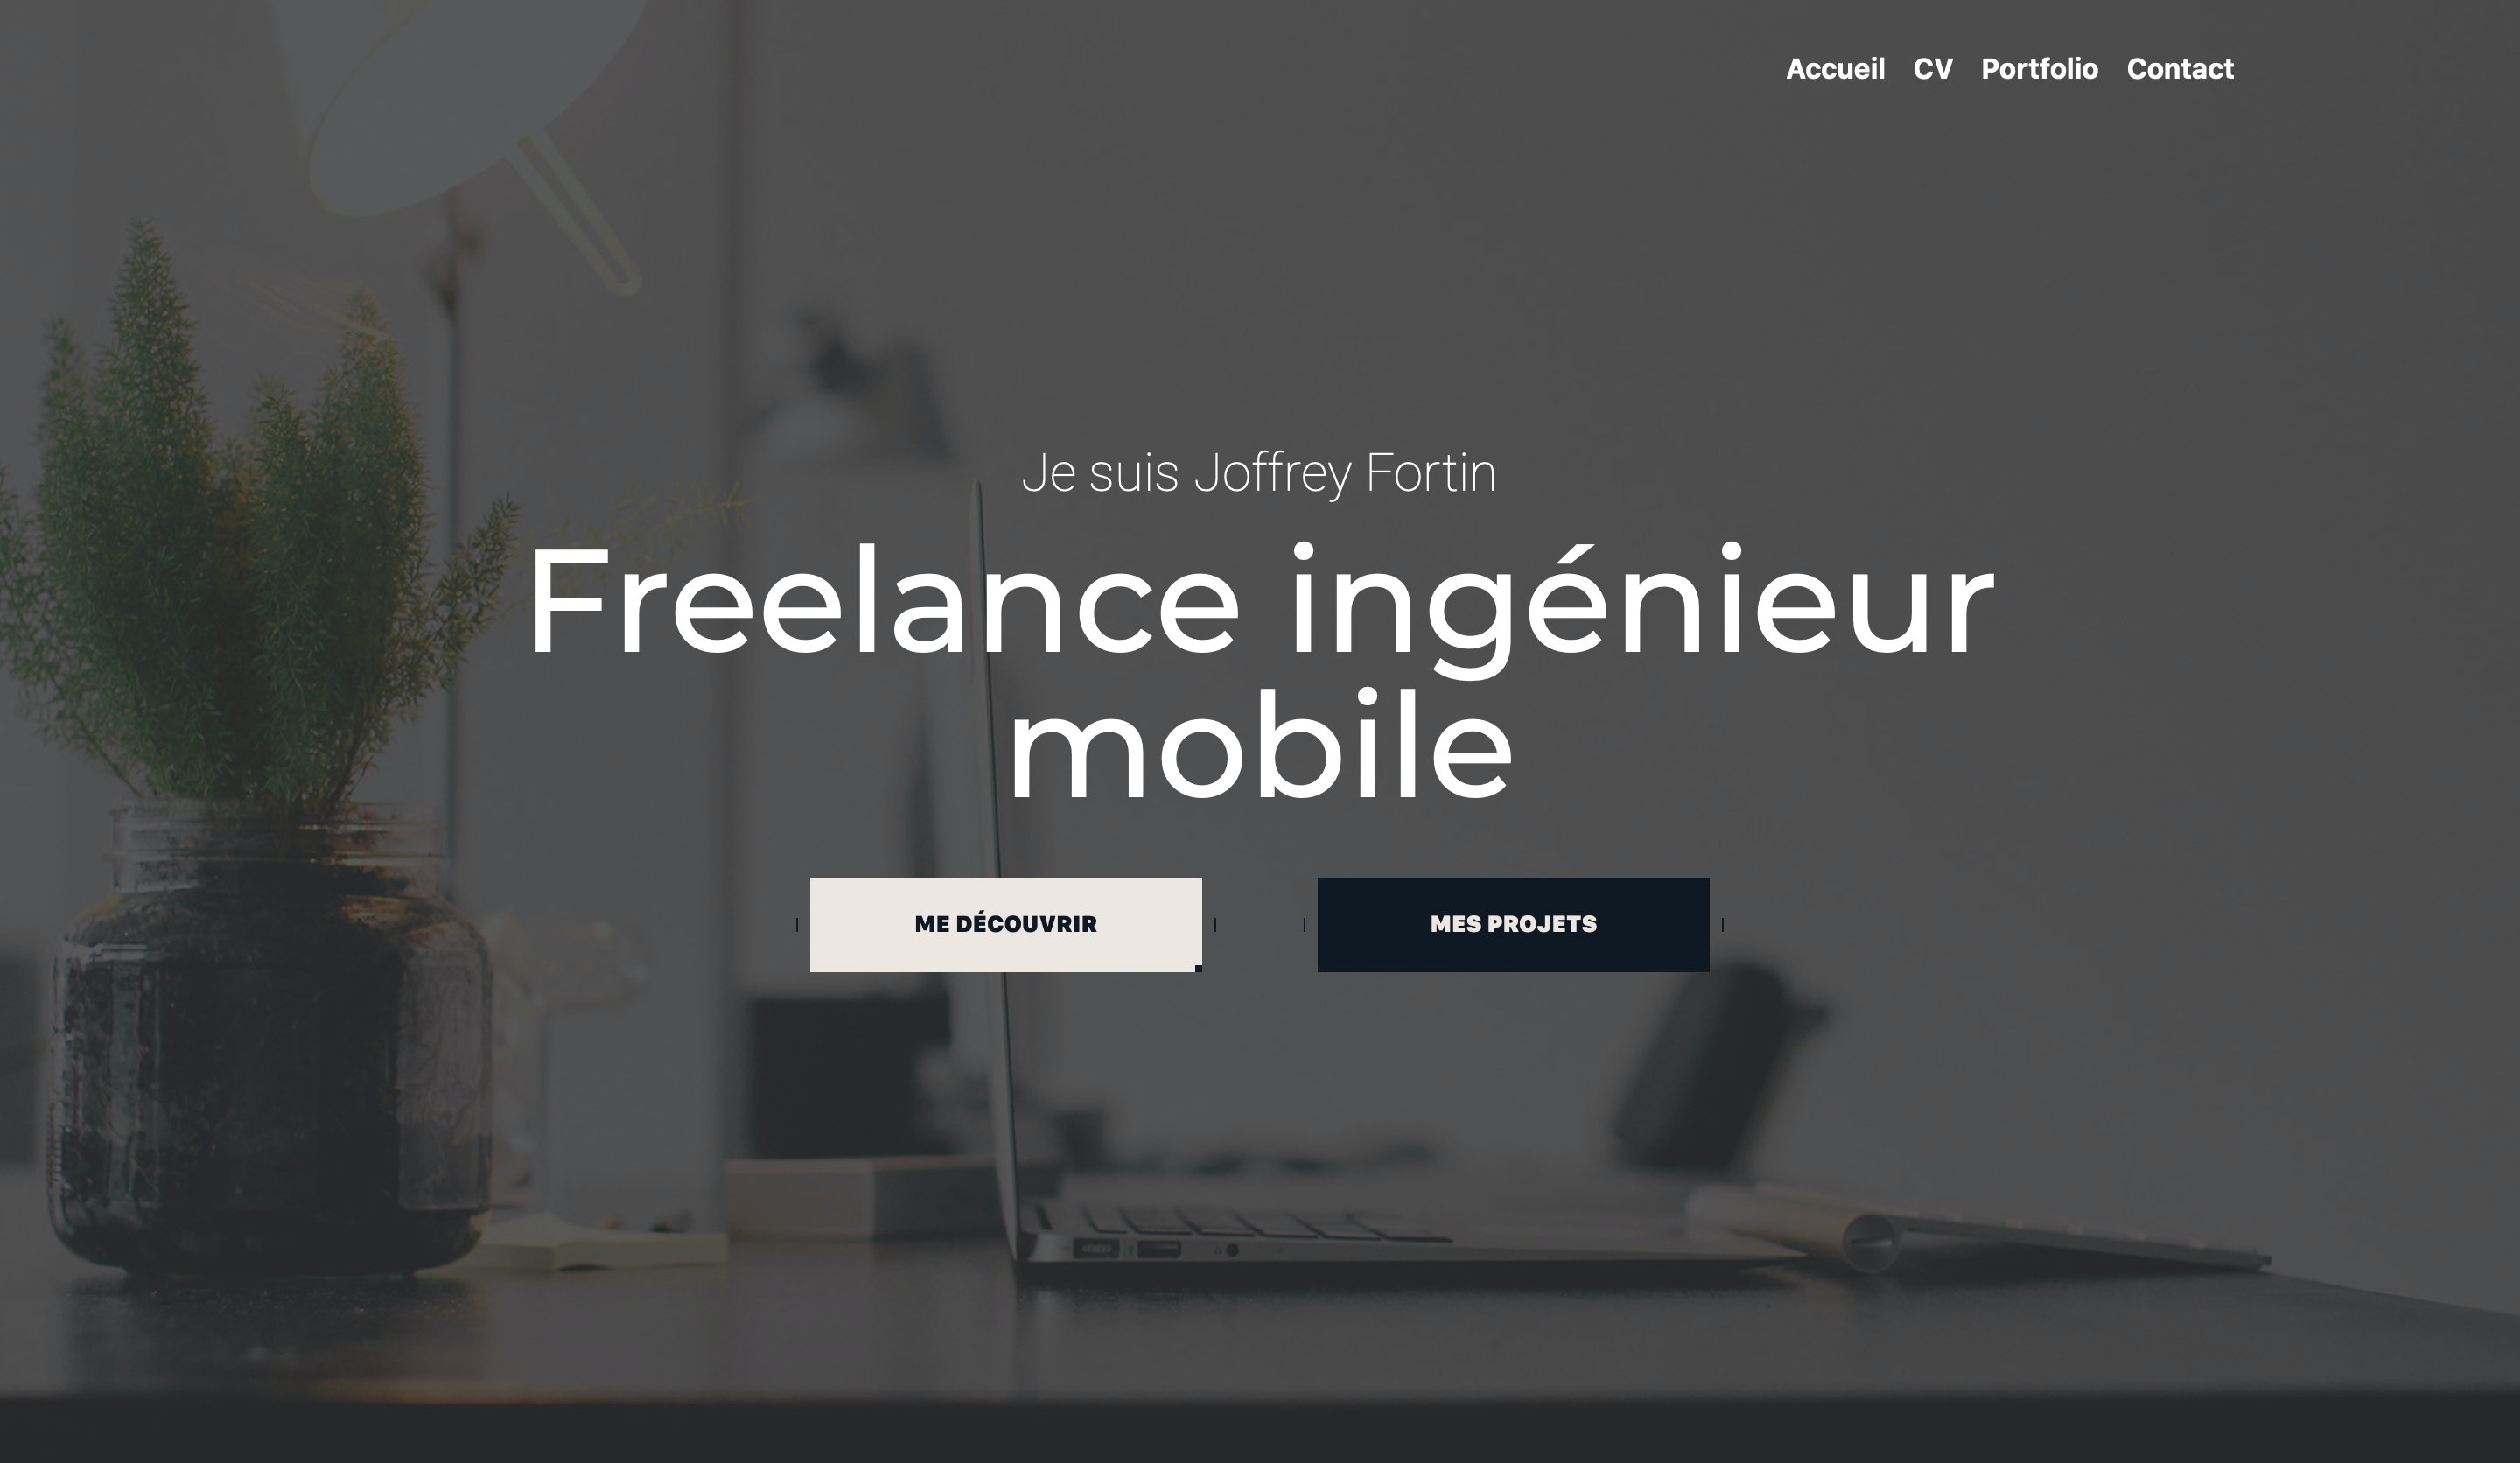 Accueil CV Portfolio Contact
Je suis Joffrey Fortin
Freelance ingénieur
mobile
ME DÉCOUVRIR
MES PROJETS